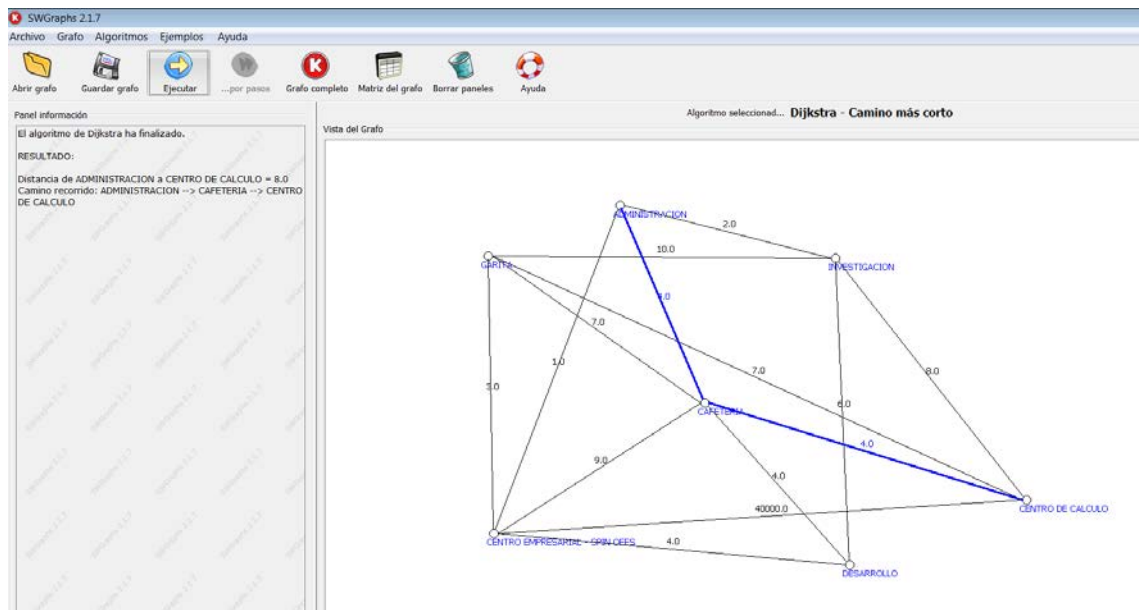 SWGraphs 2.1.7
Archivo Grafo Algoritmos Ejemplos Ayuda
Abrir grafo Guardar grafo Ejecutar ...por pasos Grafo completo Matriz del grafo Borrar paneles Ayuda
Panel información
Algoritmo seleccionad... Dijkstra - Camino más corto
Vista del Grafo
El algoritmo de Dijkstra ha finalizado.
RESULTADO:
Distancia de ADMINISTRACION a CENTRO DE CALCULO = 8.0
Camino recorrido: ADMINISTRACION --> CAFETERIA --> CENTRO
DE CALCULO
ADMINISTRACION
2.0
10.0
GARITA
INVESTIGACION
7.0
1.0
7.0
8.0
6.0
CAFETERIA
4.0
9.0
4.0
40000.0
CENTRO DE CALCULO
CENTRO EMPRESARIAL - SPIN OFFS
4.0
DESARROLLO